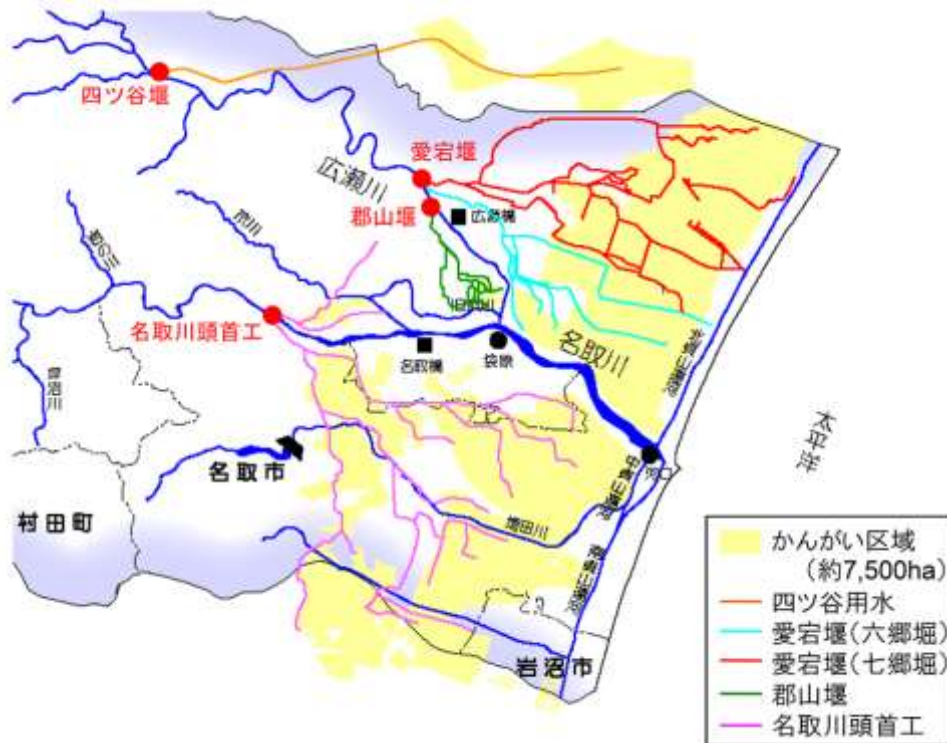 四ツ谷堰
愛宕堰
広瀬川
郡山堰
広瀬橋
荒川
名取川頭首工
名取橋
袋原
名取川
太平洋
名取市
村田町
増田川
岩沼市
かんがい区域
(約7,500ha)
四ツ谷用水
愛宕堰(六郷堀)
愛宕堰(七郷堀)
郡山堰
名取川頭首工